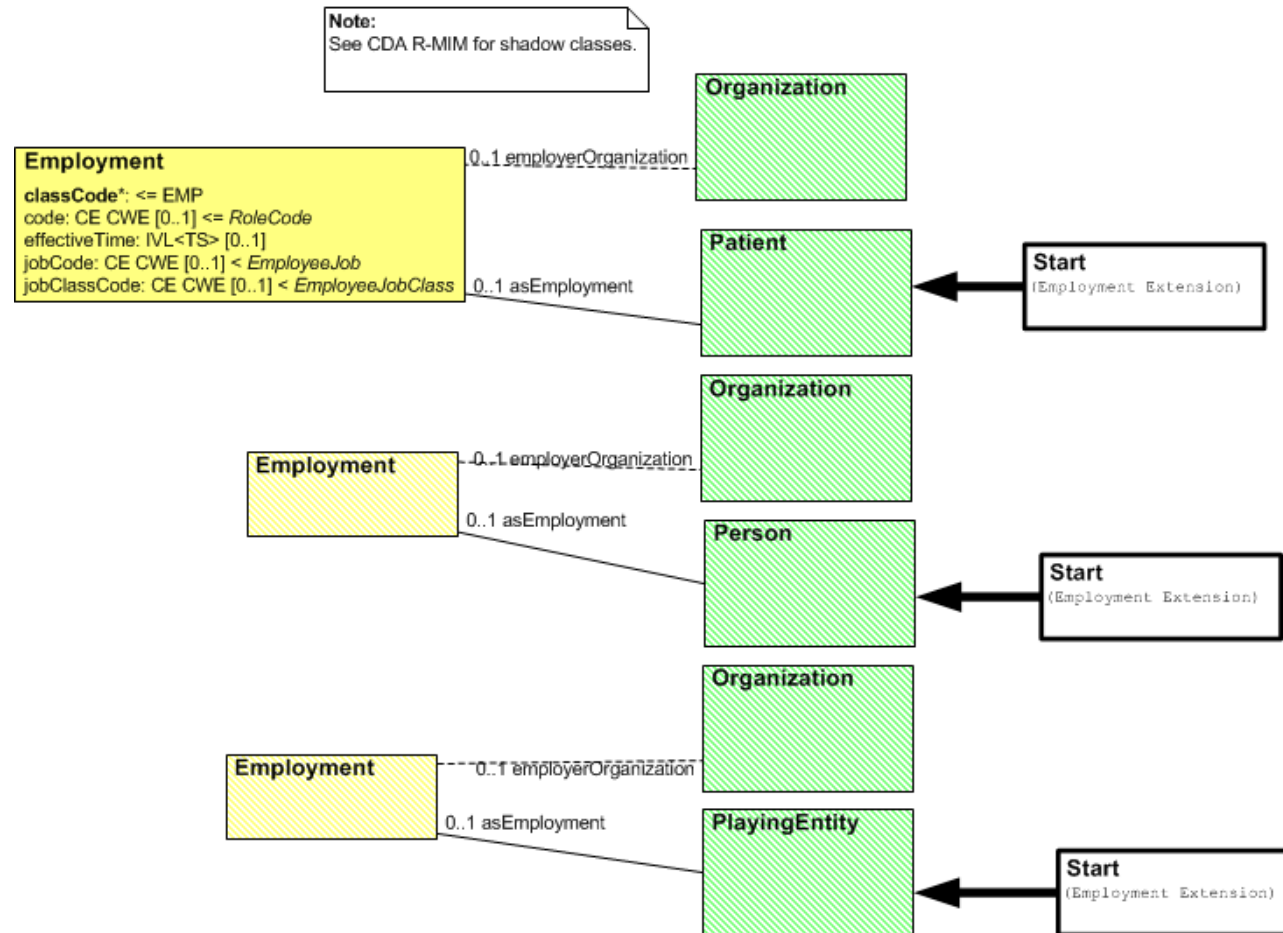 Note:
See CDA R-MIM for shadow classes.
Organization
Employment
classCode*: <= EMP
code: CE CWE [0..1] <= RoleCode
effectiveTime: IVL<TS> [0..1]
jobCode: CE CWE [0..1] < EmployeeJob
jobClassCode: CE CWE [0..1] < EmployeeJobClass
0..1 employerOrganization
Patient
0..1 asEmployment
Start
(Employment Extension)
Organization
Employment
0..1 employerOrganization
0..1 asEmployment
Person
Start
(Employment Extension)
Organization
Employment
0..1 employerOrganization
0..1 asEmployment
PlayingEntity
Start
(Employment Extension)